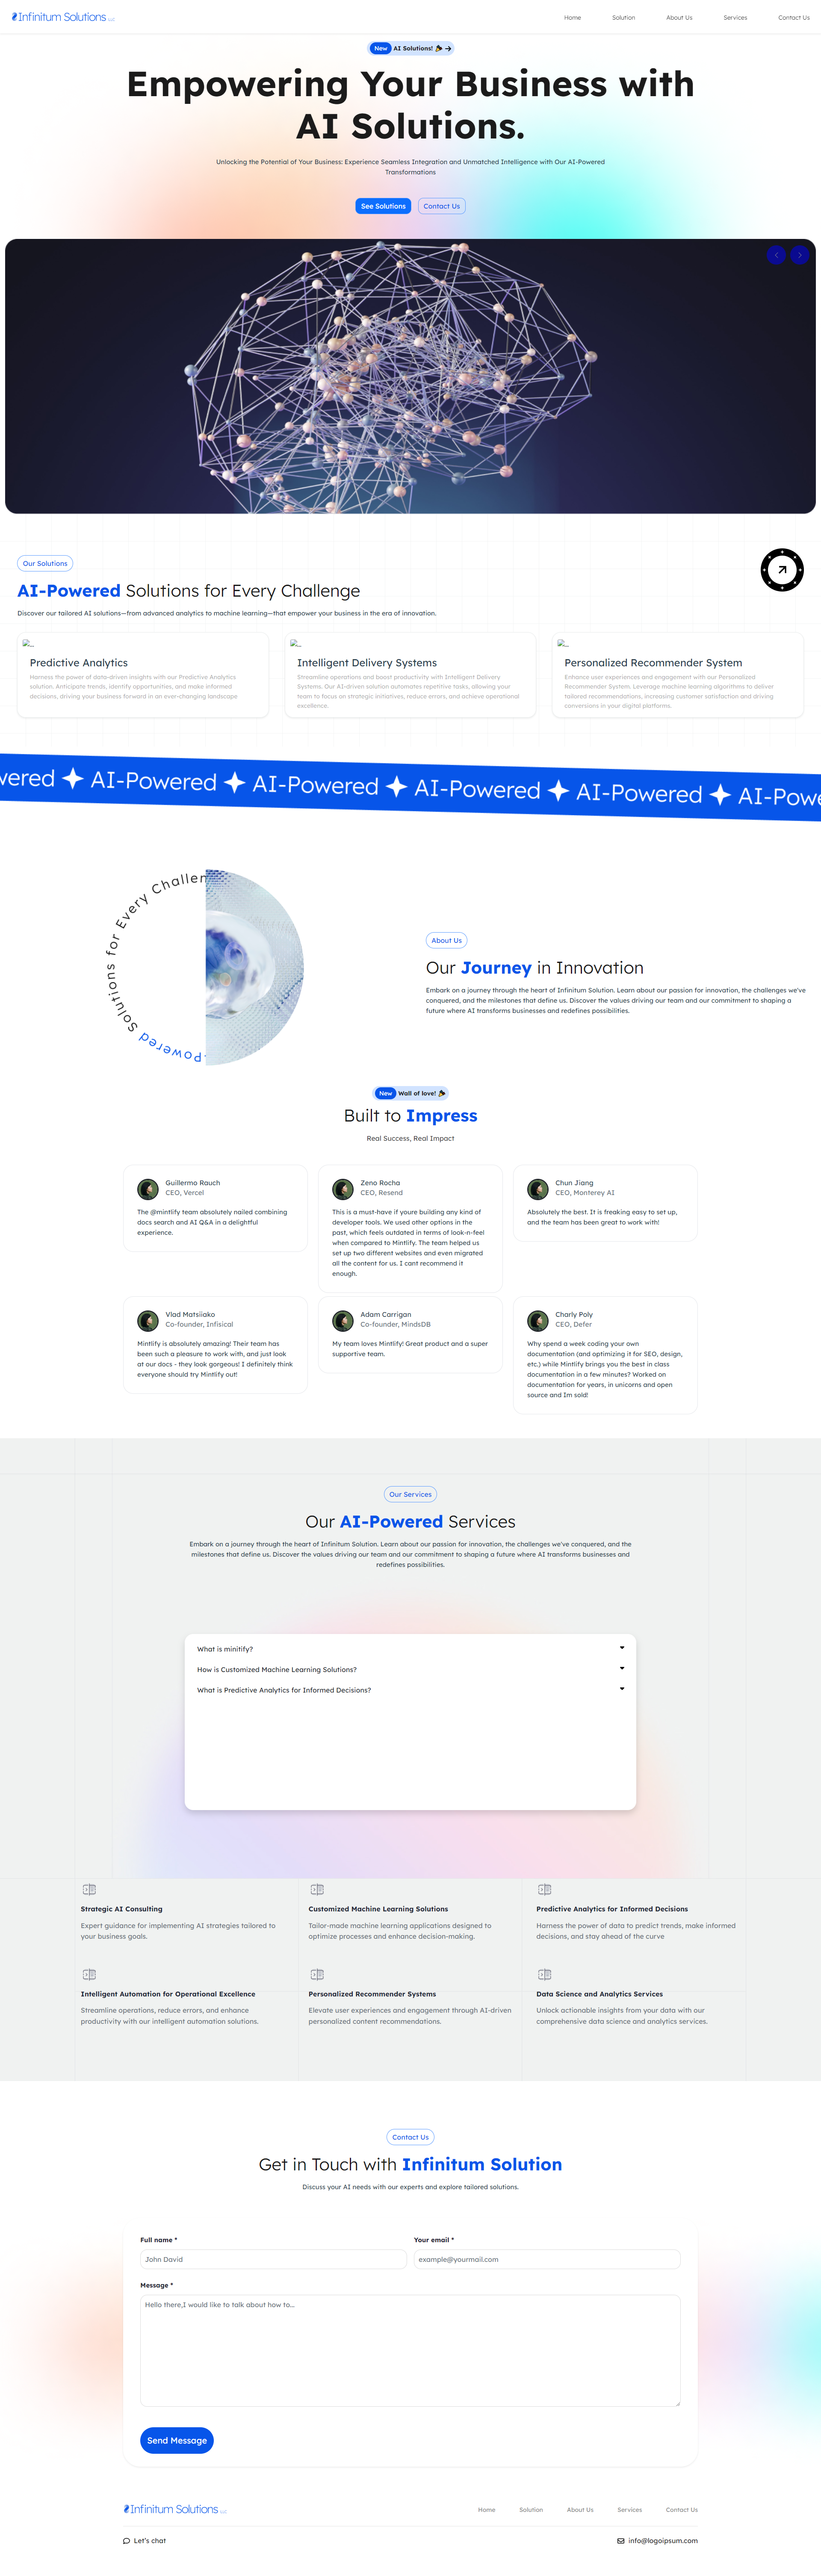 Infinitum Solutions LLC
Home
Solution
About Us
Services
Contact Us
New AI Solutions!
Empowering Your Business with
AI Solutions.
Unlocking the Potential of Your Business: Experience Seamless Integration and Unmatched Intelligence with Our AI-Powered
Transformations
See Solutions
Contact Us
Our Solutions
AI-Powered Solutions for Every Challenge
Discover our tailored AI solutions—from advanced analytics to machine learning—that empower your business in the era of innovation.
Predictive Analytics
Harness the power of data-driven insights with our Predictive Analytics
solution. Anticipate trends, identify opportunities, and make informed
decisions, driving your business forward in an ever-changing landscape
Intelligent Delivery Systems
Streamline operations and boost productivity with Intelligent Delivery
Systems. Our AI-driven solution automates repetitive tasks, allowing your
team to focus on strategic initiatives, reduce errors, and achieve operational
excellence.
Personalized Recommender System
Enhance user experiences and engagement with our Personalized
Recommender System. Leverage machine learning algorithms to deliver
tailored recommendations, increasing customer satisfaction and driving
conversions in your digital platforms.
wered AI-Powered AI-Powered AI-Powered AI-Powered AI-Powe
Powered Solutions for Every Challen
About Us
Our Journey in Innovation
Embark on a journey through the heart of Infinitum Solution. Learn about our passion for innovation, the challenges we've
conquered, and the milestones that define us. Discover the values driving our team and our commitment to shaping a
future where AI transforms businesses and redefines possibilities.
New Wall of love!
Built to Impress
Real Success, Real Impact
Guillermo Rauch
CEO, Vercel
The @mintlify team absolutely nailed combining
docs search and AI Q&A in a delightful
experience.
Zeno Rocha
CEO, Resend
This is a must-have if youre building any kind of
developer tools. We used other options in the
past, which feels outdated in terms of look-n-feel
when compared to Mintlify. The team helped us
set up two different websites and even migrated
all the content for us. I cant recommend it
enough.
Chun Jiang
CEO, Monterey AI
Absolutely the best. It is freaking easy to set up,
and the team has been great to work with!
Vlad Matsiiako
Co-founder, Infisical
Mintlify is absolutely amazing! Their team has
been such a pleasure to work with, and just look
at our docs - they look gorgeous! I definitely think
everyone should try Mintlify out!
Adam Carrigan
Co-founder, MindsDB
My team loves Mintlify! Great product and a super
supportive team.
Charly Poly
CEO, Defer
Why spend a week coding your own
documentation (and optimizing it for SEO, design,
etc.) while Mintlify brings you the best in class
documentation in a few minutes? Worked on
documentation for years, in unicorns and open
source and Im sold!
Our Services
Our AI-Powered Services
Embark on a journey through the heart of Infinitum Solution. Learn about our passion for innovation, the challenges we've conquered, and the
milestones that define us. Discover the values driving our team and our commitment to shaping a future where AI transforms businesses and
redefines possibilities.
What is minitify?
How is Customized Machine Learning Solutions?
What is Predictive Analytics for Informed Decisions?
Strategic AI Consulting
Expert guidance for implementing AI strategies tailored to
your business goals.
Customized Machine Learning Solutions
Tailor-made machine learning applications designed to
optimize processes and enhance decision-making.
Predictive Analytics for Informed Decisions
Harness the power of data to predict trends, make informed
decisions, and stay ahead of the curve
Intelligent Automation for Operational Excellence
Streamline operations, reduce errors, and enhance
productivity with our intelligent automation solutions.
Personalized Recommender Systems
Elevate user experiences and engagement through AI-driven
personalized content recommendations.
Data Science and Analytics Services
Unlock actionable insights from your data with our
comprehensive data science and analytics services.
Contact Us
Get in Touch with Infinitum Solution
Discuss your AI needs with our experts and explore tailored solutions.
Full name *
Your email *
John David
example@yourmail.com
Message *
Hello there,I would like to talk about how to...
Send Message
Infinitum Solutions LLC
Home
Solution
About Us
Services
Contact Us
Let's chat
info@logoipsum.com